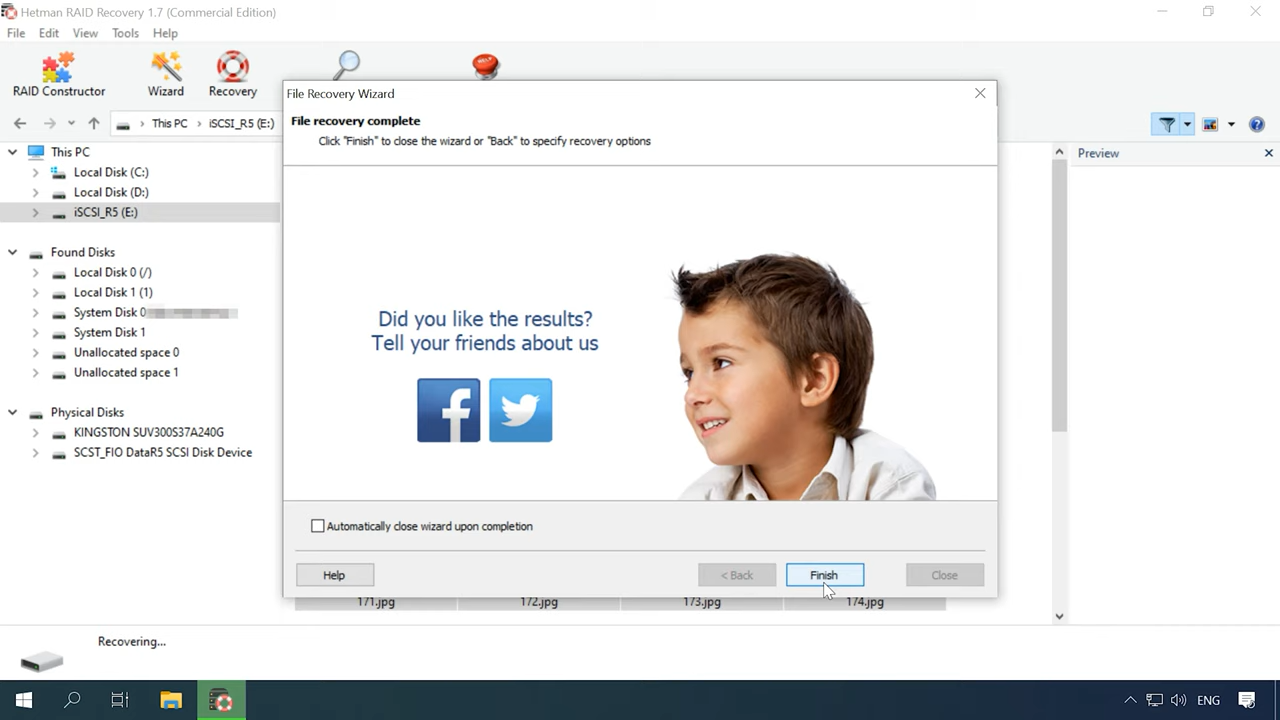 Hetman RAID Recovery 1.7 (Commercial Edition)
File Edit View Tools Help
RAID Constructor Wizard Recovery HELP
This PC iSCSI_R5 (E:)
This PC
Local Disk (C:)
Local Disk (D:)
iSCSI_R5 (E:)
Found Disks
Local Disk 0 (/)
Local Disk 1 (1)
System Disk 0
System Disk 1
Unallocated space 0
Unallocated space 1
Physical Disks
KINGSTON SUV300S37A240G
SCST_FIO DataR5 SCSI Disk Device
File Recovery Wizard
File recovery complete
Click "Finish" to close the wizard or "Back" to specify recovery options
Did you like the results?
Tell your friends about us
Automatically close wizard upon completion
Help < Back Finish Close
171.jpg 172.jpg 173.jpg 174.jpg
Preview
Recovering...
ENG